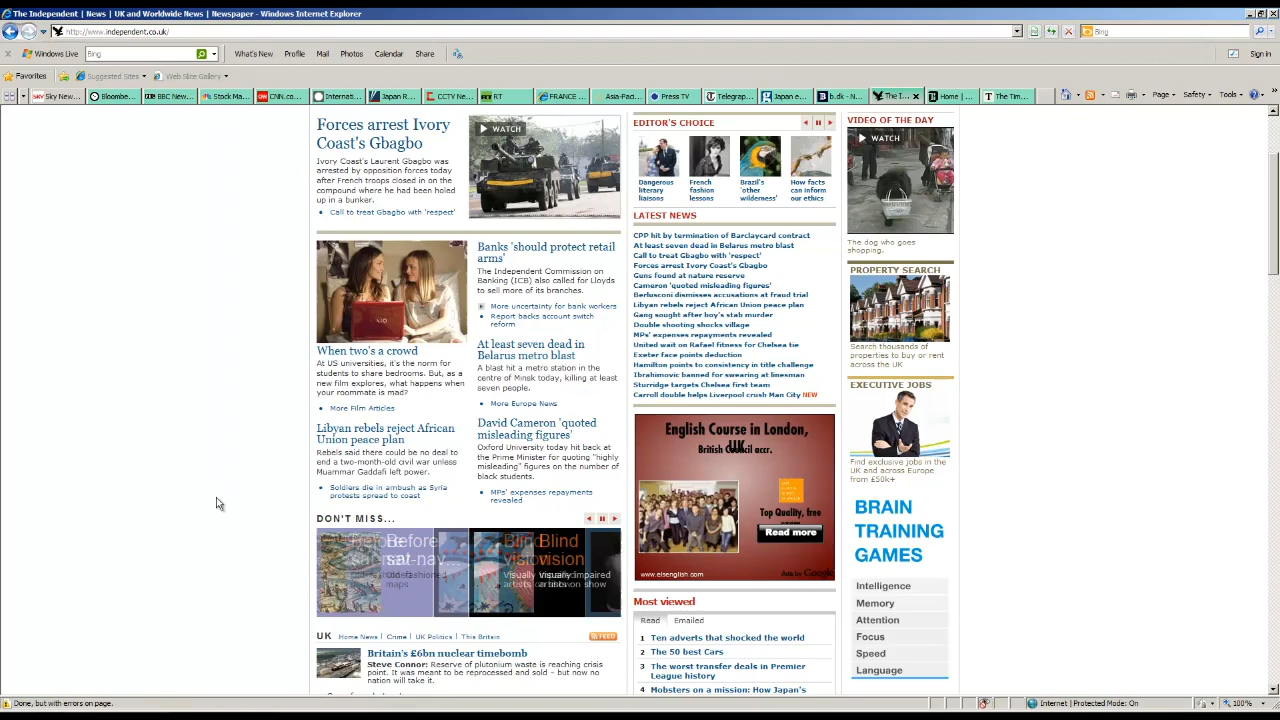 The Independent | News | UK and Worldwide News | Newspaper - Windows Internet Explorer
http://www.independent.co.uk/
Bing
Windows Live
Bing
What's New
Profile
Mail
Photos
Calendar
Share
Sign in
Favorites
Suggested Sites
Web Slice Gallery
Sky New...
Bloombe...
BBC New...
Stock Ma...
CNN.co...
Internati...
Japan R...
CCTV Ne...
RT
FRANCE ...
Asia-Pac...
Press TV
Telegrap...
Japan e...
b.dk - N...
The I...
Home | ...
The Tim...
Page
Safety
Tools
Forces arrest Ivory
Coast's Gbagbo
Ivory Coast's Laurent Gbagbo was
arrested by opposition forces today
after French troops closed in on the
compound where he had been holed
up in a bunker.
Call to treat Gbagbo with 'respect'
WATCH
When two's a crowd
At US universities, it's the norm for
students to share bedrooms. But, as a
new film explores, what happens when
your roommate is mad?
More Film Articles
Libyan rebels reject African
Union peace plan
Rebels said there could be no deal to
end a two-month-old civil war unless
Muammar Gaddafi left power.
Soldiers die in ambush as Syria
protests spread to coast
Banks 'should protect retail
arms'
The Independent Commission on
Banking (ICB) also called for Lloyds
to sell more of its branches.
More uncertainty for bank workers
Report backs account switch
reform
At least seven dead in
Belarus metro blast
A blast hit a metro station in the
centre of Minsk today, killing at least
seven people.
More Europe News
David Cameron 'quoted
misleading figures'
Oxford University today hit back at
the Prime Minister for quoting "highly
misleading" figures on the number of
black students.
MPs' expenses repayments
revealed
DON'T MISS...
Before
sat-nav...
Old-fashioned
maps
Blind
vision
Visually impaired
artists on show
UK
Home News | Crime | UK Politics | This Britain
FEED
Britain's £6bn nuclear timebomb
Steve Connor: Reserve of plutonium waste is reaching crisis
point. It was meant to be reprocessed and sold – but now no
nation will take it.
EDITOR'S CHOICE
Dangerous
literary
liaisons
French
fashion
lessons
Brazil's
'other
wilderness'
How facts
can inform
our ethics
LATEST NEWS
CPP hit by termination of Barclaycard contract
At least seven dead in Belarus metro blast
Call to treat Gbagbo with 'respect'
Forces arrest Ivory Coast's Gbagbo
Guns found at nature reserve
Cameron 'quoted misleading figures'
Berlusconi dismisses accusations at fraud trial
Libyan rebels reject African Union peace plan
Gang sought after boy's stab murder
Double shooting shocks village
MPs' expenses repayments revealed
United wait on Rafael fitness for Chelsea tie
Exeter face points deduction
Hamilton points to consistency in title challenge
Ibrahimovic banned for swearing at linesman
Sturridge targets Chelsea first team
Carroll double helps Liverpool crush Man City NEW
English Course in London,
UK
British Council accr.
Top Quality, free
Read more
www.eisenglish.com
Ads by Google
Most viewed
Read
Emailed
1 Ten adverts that shocked the world
2 The 50 best Cars
3 The worst transfer deals in Premier
League history
4 Mobsters on a mission: How Japan's
VIDEO OF THE DAY
WATCH
The dog who goes
shopping.
PROPERTY SEARCH
Search thousands of
properties to buy or rent
across the UK
EXECUTIVE JOBS
Find exclusive jobs in the
UK and across Europe
from £50k+
BRAIN
TRAINING
GAMES
Intelligence
Memory
Attention
Focus
Speed
Language
Done, but with errors on page.
Internet | Protected Mode: On
100%